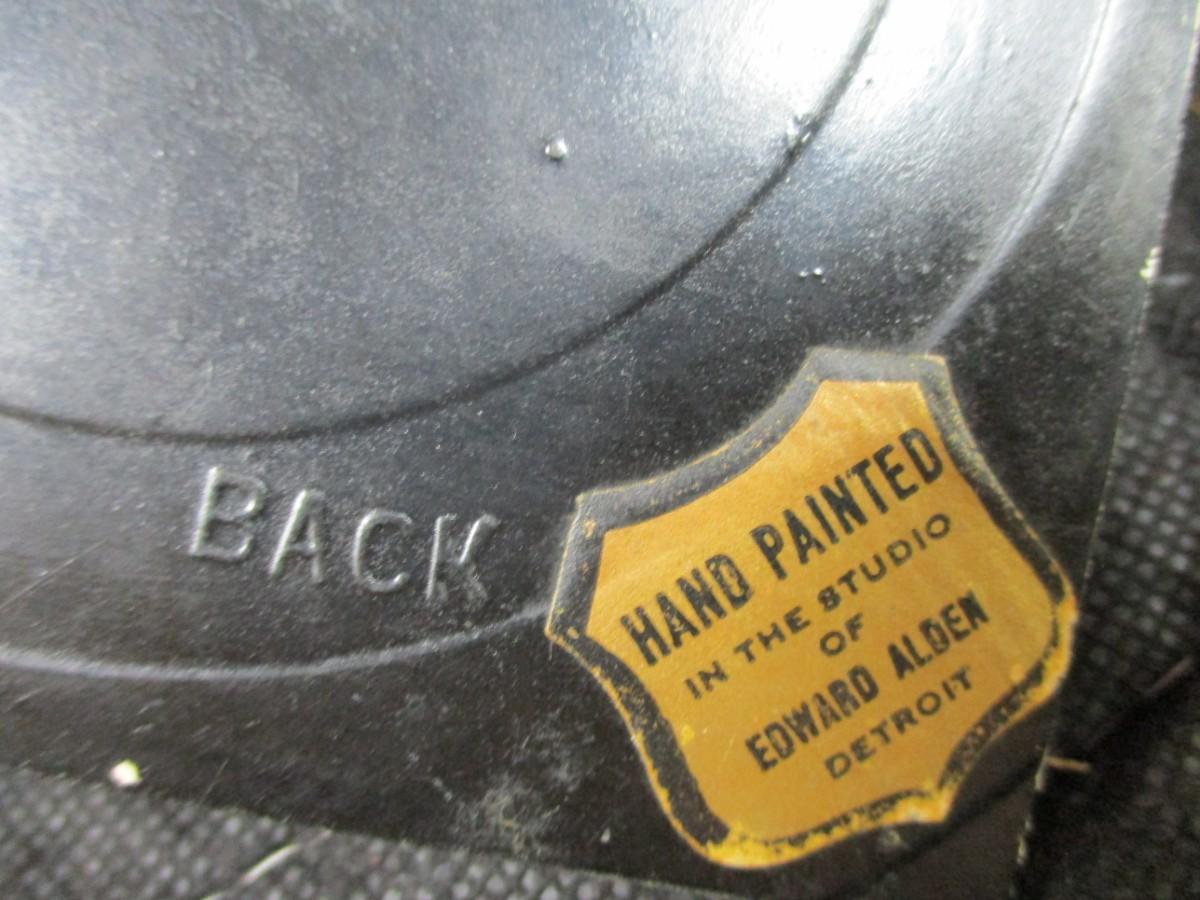 BACK
HAND PAINTED
IN THE STUDIO
OF
EDWARD ALDEN
DETROIT